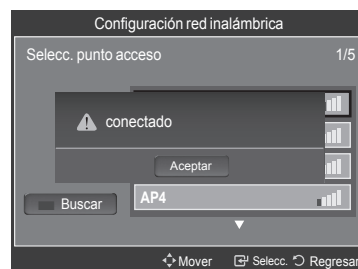 Configuración red inalámbrica
Selecc. punto acceso 1/5
conectado
Aceptar
Buscar
AP4
Mover Selecc. Regresar